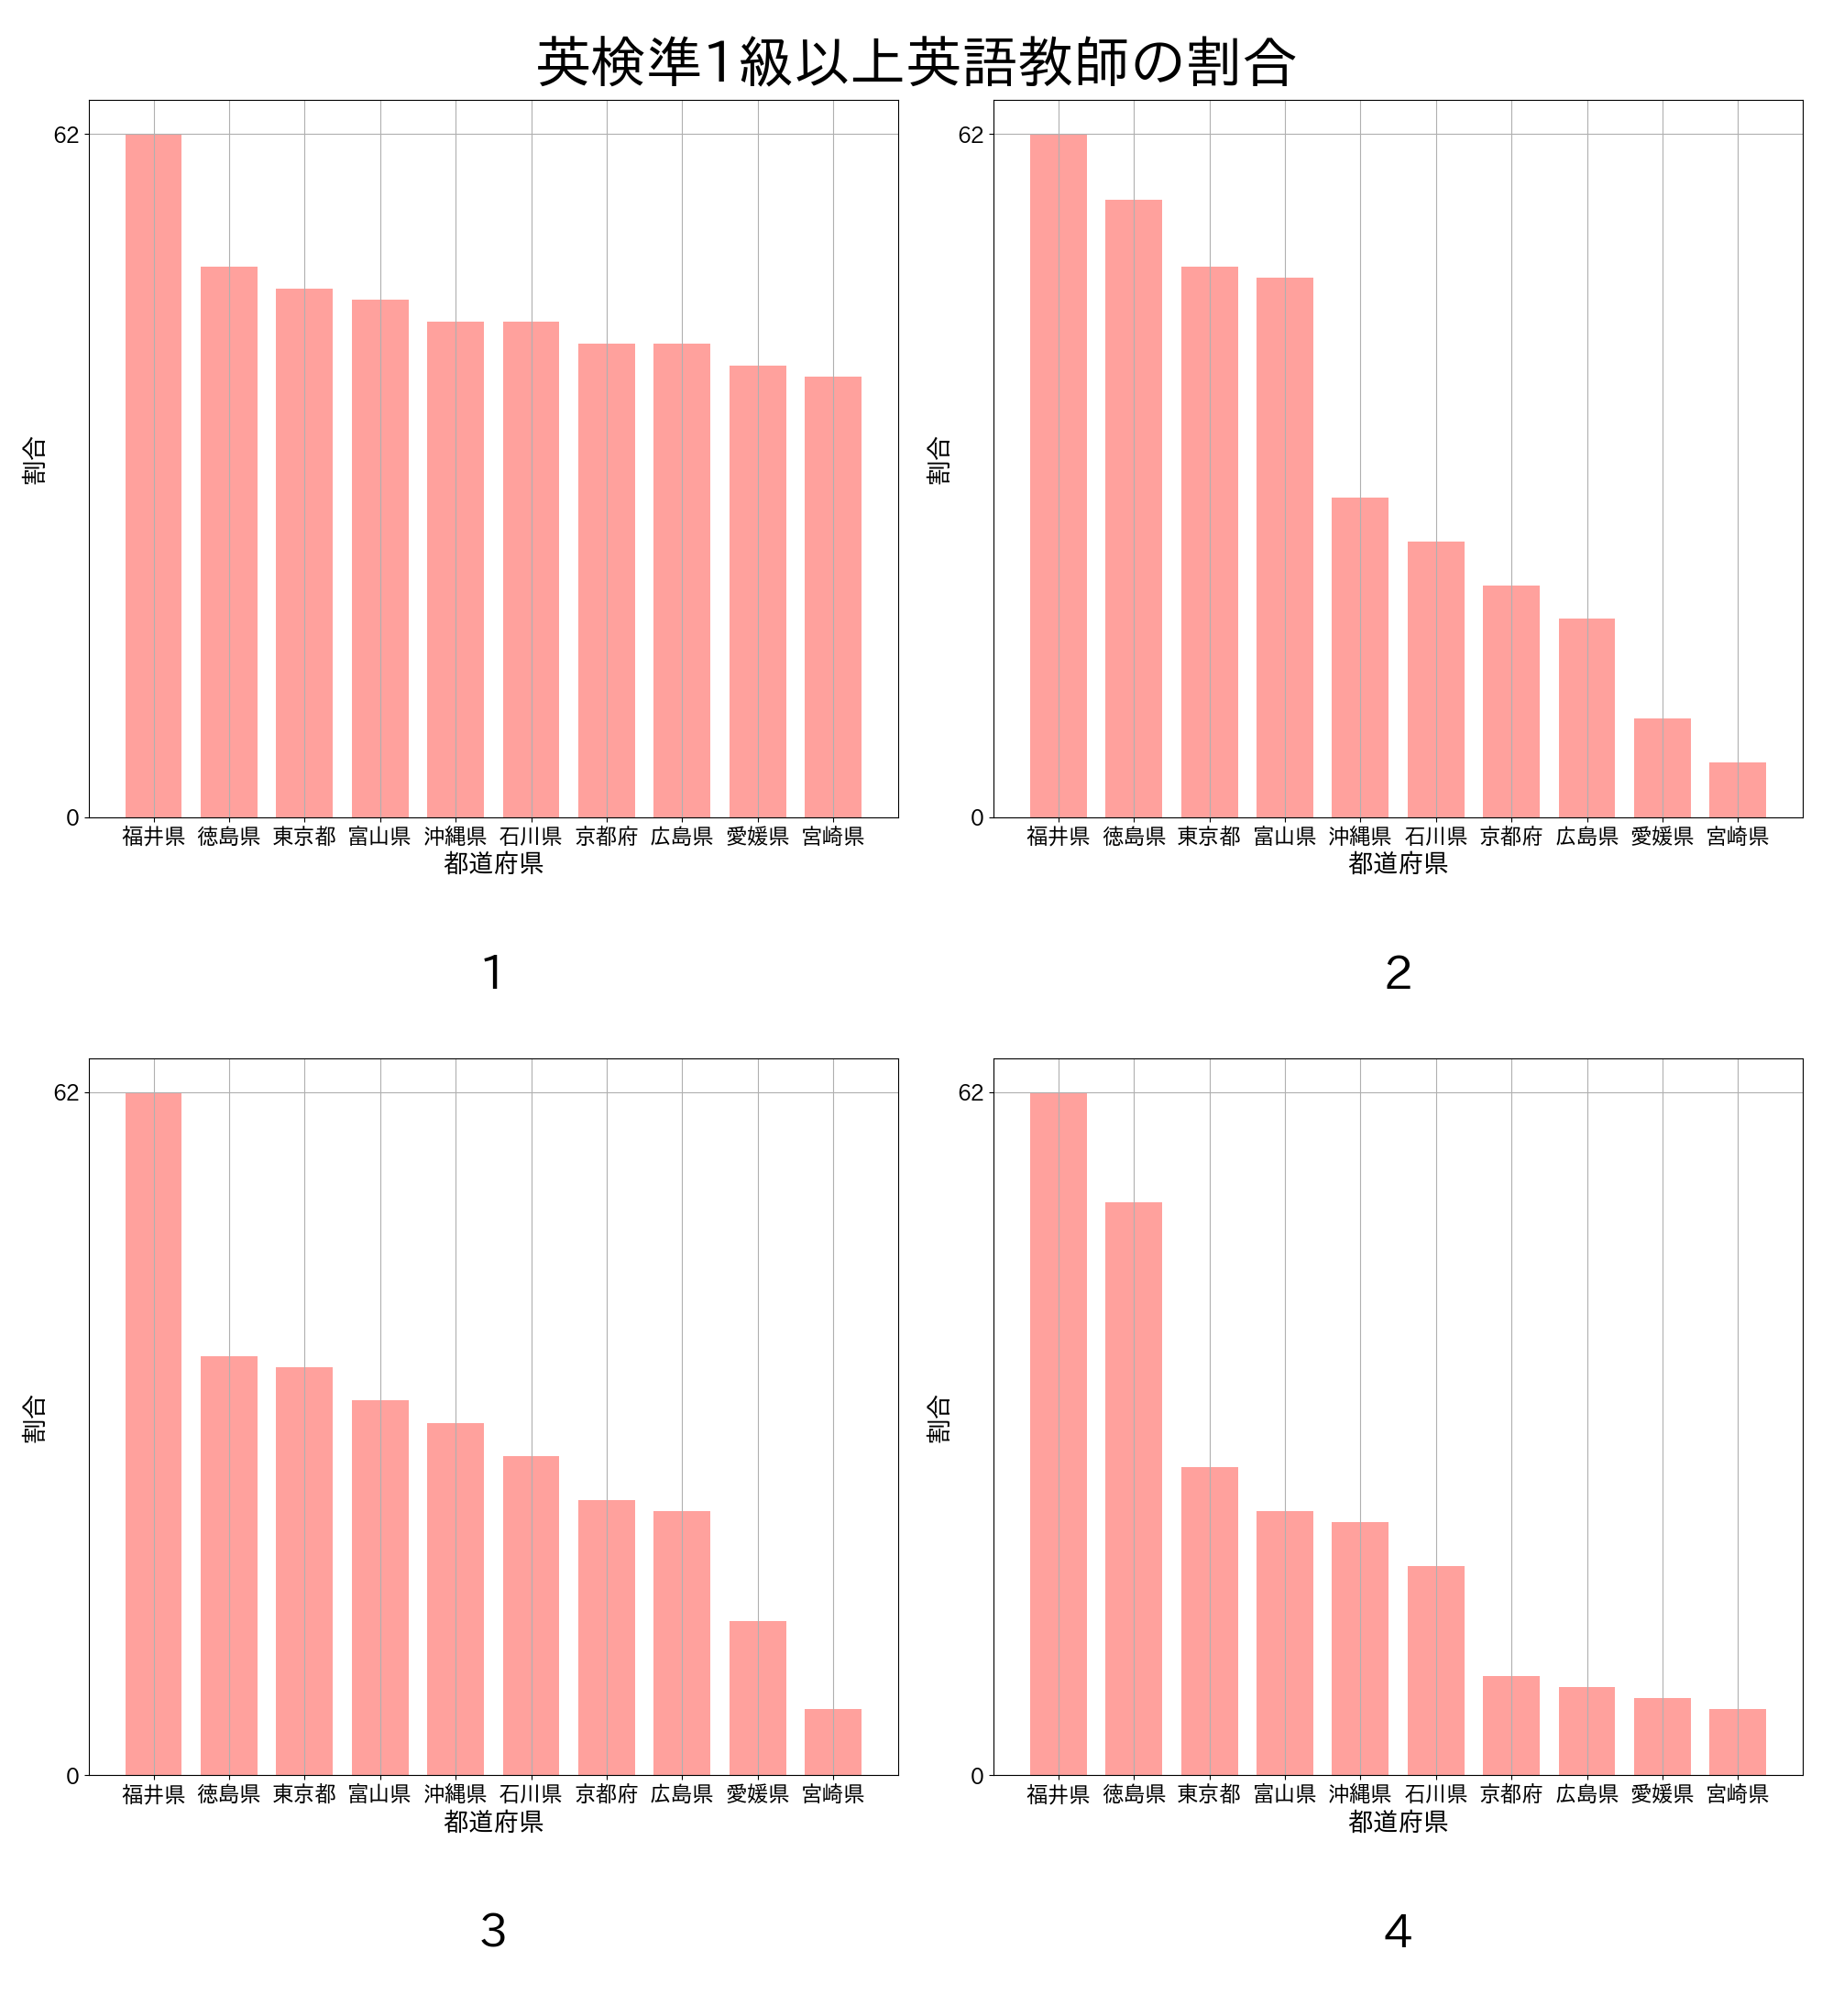 英検準1級以上英語教師の割合
62
0
割合
福井県 徳島県 東京都 富山県 沖縄県 石川県 京都府 広島県 愛媛県 宮崎県
都道府県
1
62
0
割合
福井県 徳島県 東京都 富山県 沖縄県 石川県 京都府 広島県 愛媛県 宮崎県
都道府県
2
62
0
割合
福井県 徳島県 東京都 富山県 沖縄県 石川県 京都府 広島県 愛媛県 宮崎県
都道府県
3
62
0
割合
福井県 徳島県 東京都 富山県 沖縄県 石川県 京都府 広島県 愛媛県 宮崎県
都道府県
4